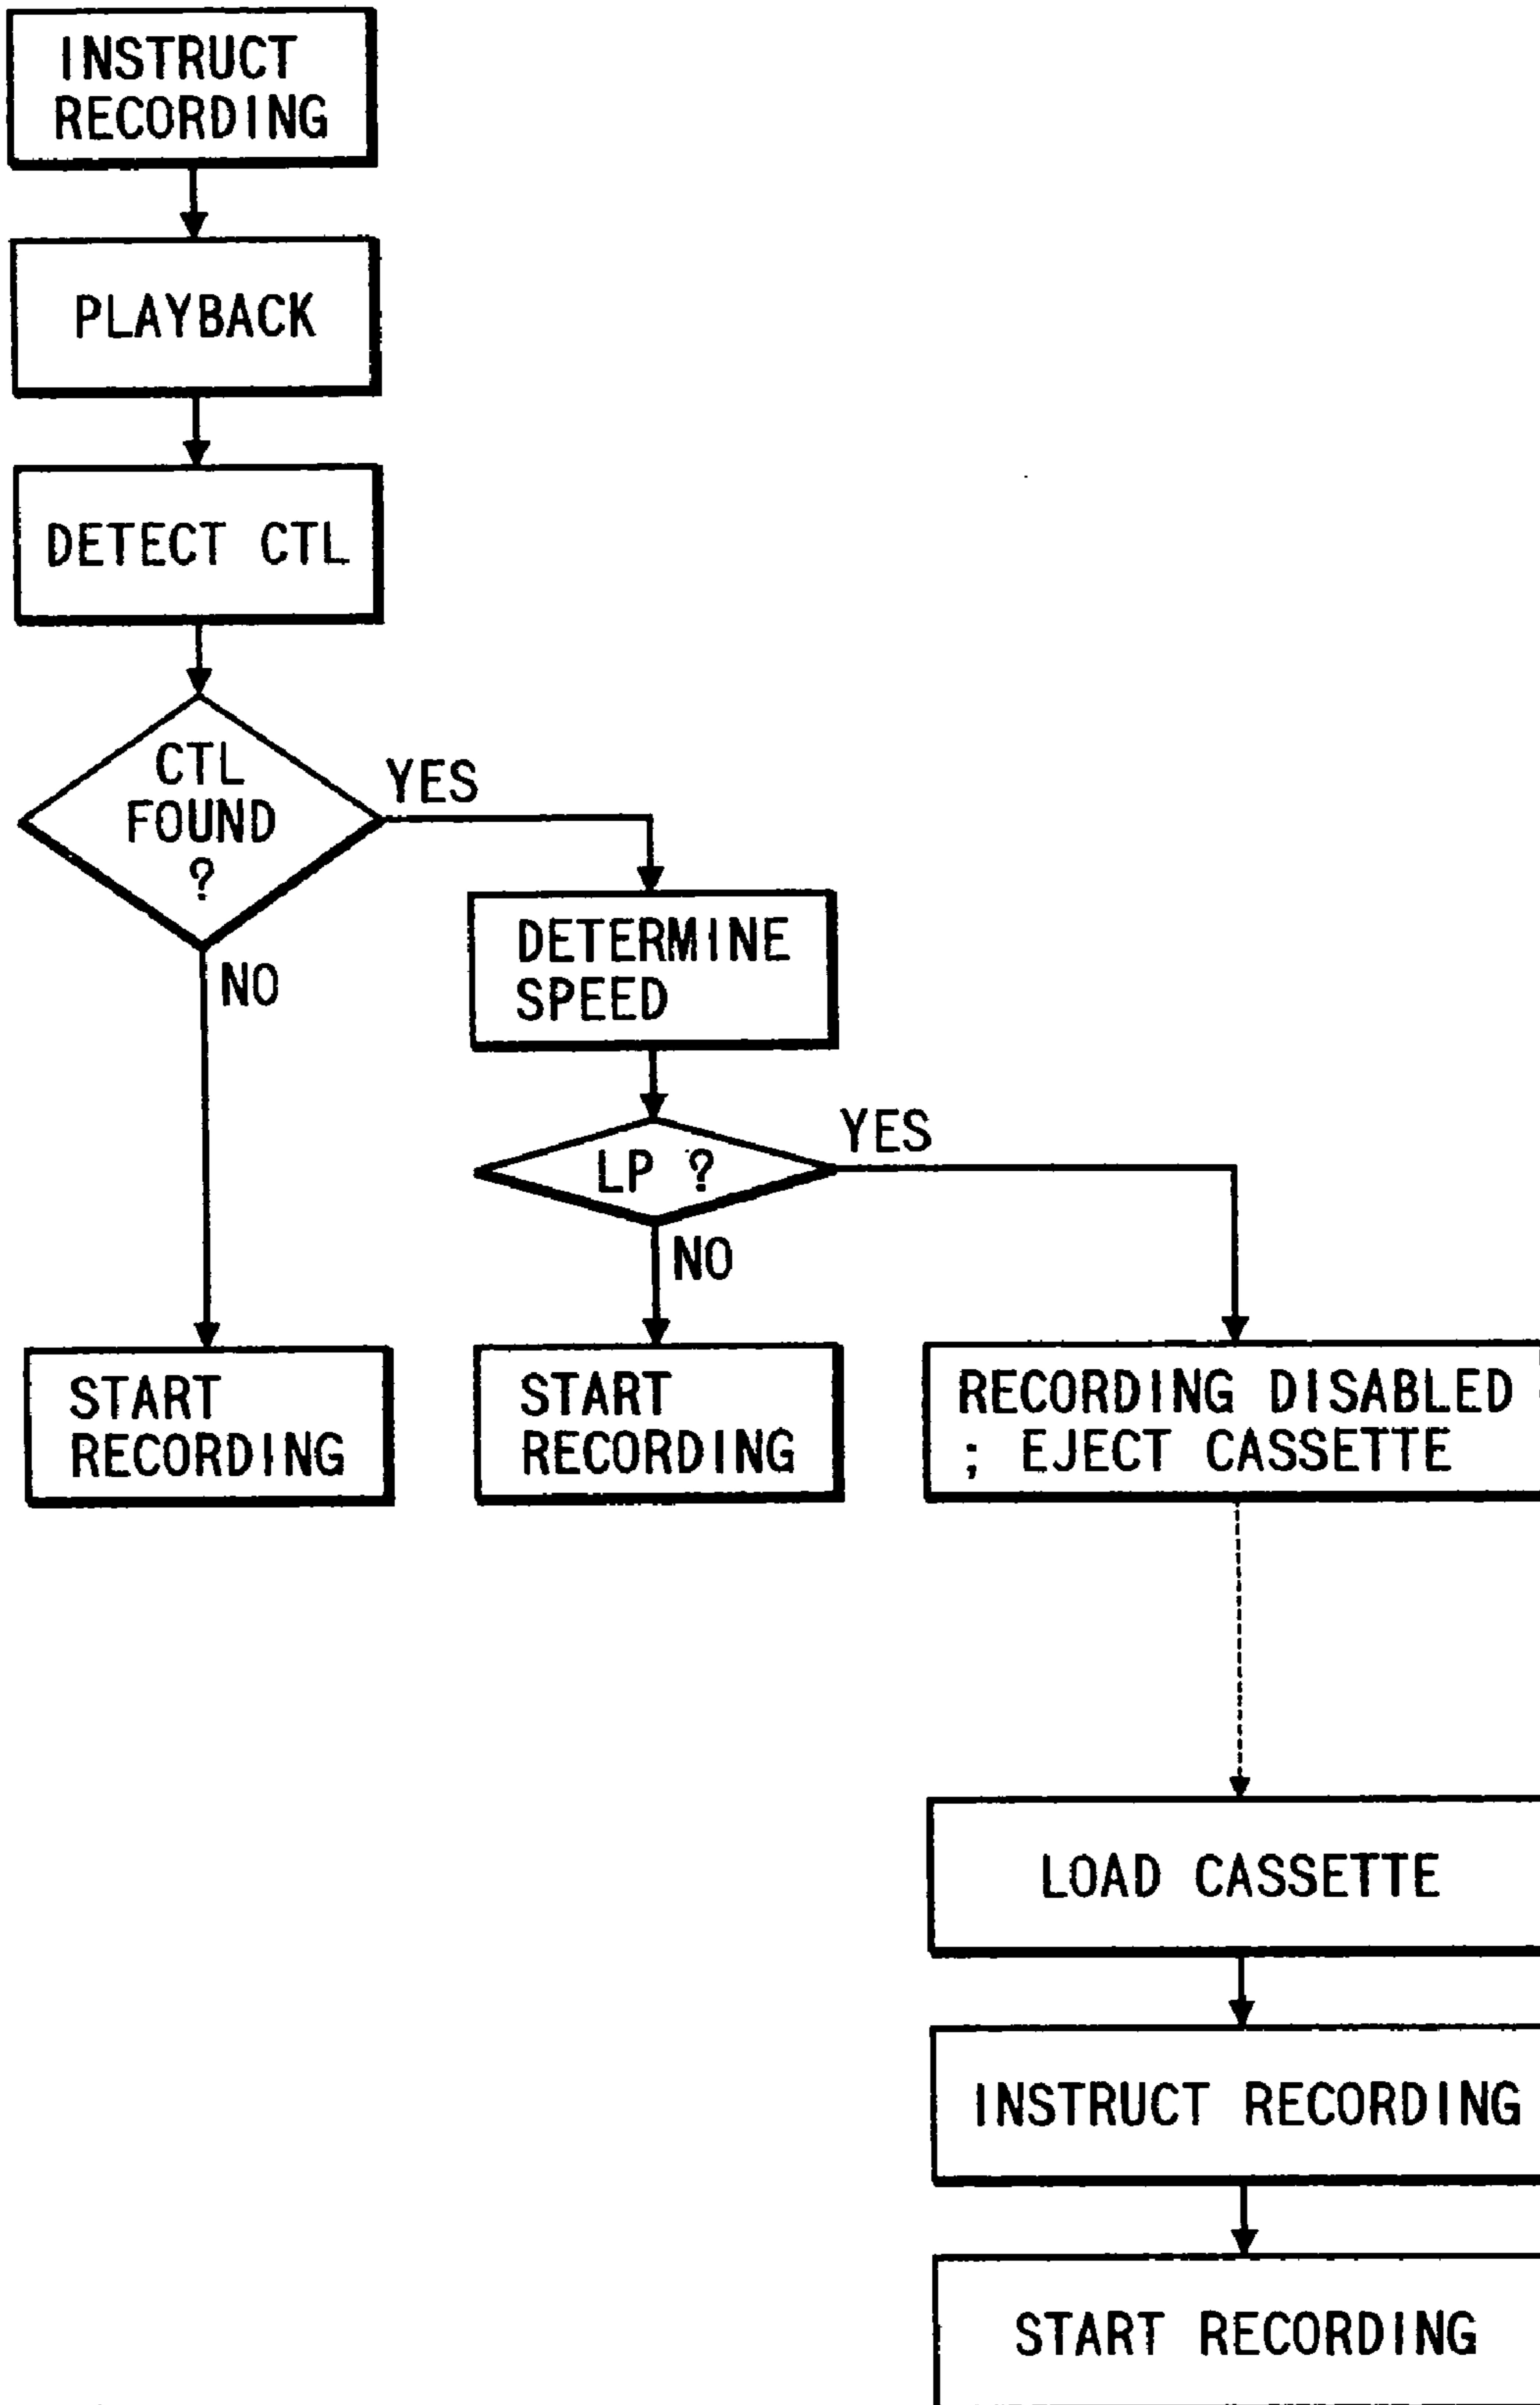 INSTRUCT
RECORDING
PLAYBACK
DETECT CTL
CTL
FOUND
?
YES
NO
DETERMINE
SPEED
LP ?
YES
NO
START
RECORDING
START
RECORDING
RECORDING DISABLED
; EJECT CASSETTE
LOAD CASSETTE
INSTRUCT RECORDING
START RECORDING